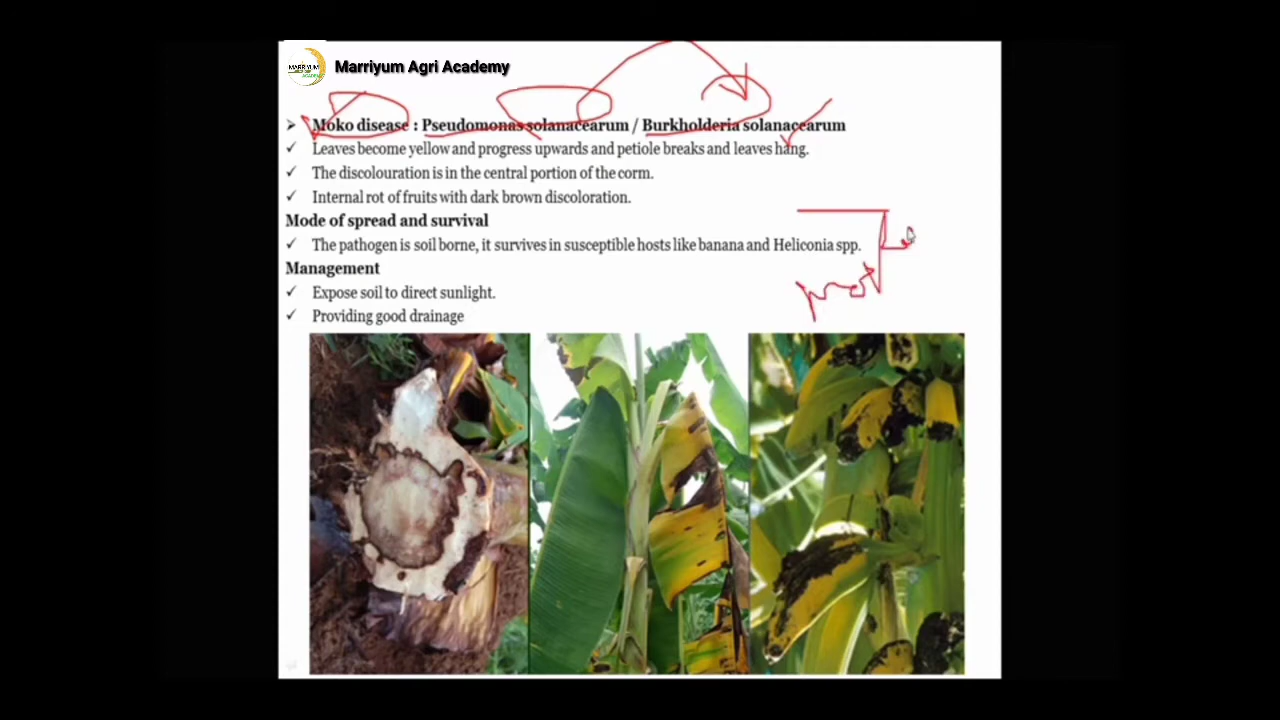 MARRIYUM
ACADEMY
Marriyum Agri Academy
➤ Moko disease : Pseudomonas solanacearum / Burkholderia solanacearum
✓ Leaves become yellow and progress upwards and petiole breaks and leaves hang.
✓ The discolouration is in the central portion of the corm.
✓ Internal rot of fruits with dark brown discoloration.
Mode of spread and survival
✓ The pathogen is soil borne, it survives in susceptible hosts like banana and Heliconia spp.
Management
✓ Expose soil to direct sunlight.
✓ Providing good drainage